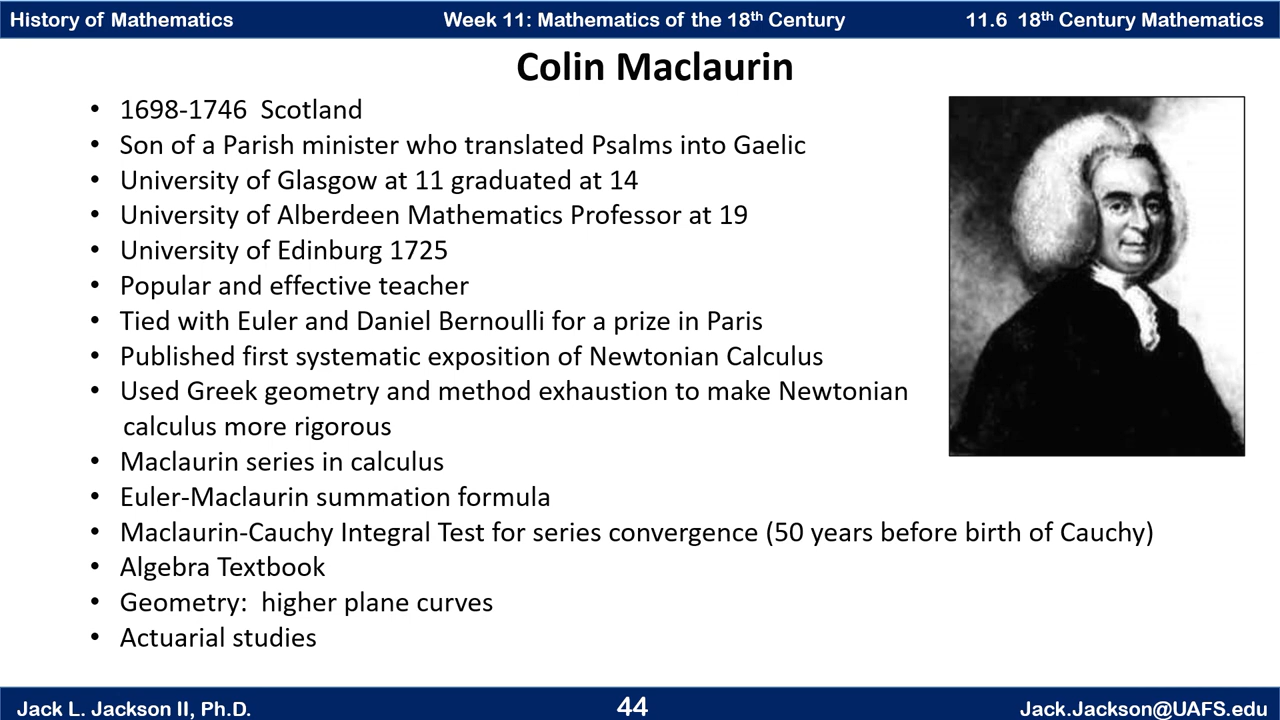 History of Mathematics Week 11: Mathematics of the 18th Century 11.6 18th Century Mathematics
Colin Maclaurin
• 1698-1746 Scotland
• Son of a Parish minister who translated Psalms into Gaelic
• University of Glasgow at 11 graduated at 14
• University of Alberdeen Mathematics Professor at 19
• University of Edinburg 1725
• Popular and effective teacher
• Tied with Euler and Daniel Bernoulli for a prize in Paris
• Published first systematic exposition of Newtonian Calculus
• Used Greek geometry and method exhaustion to make Newtonian
calculus more rigorous
• Maclaurin series in calculus
• Euler-Maclaurin summation formula
• Maclaurin-Cauchy Integral Test for series convergence (50 years before birth of Cauchy)
• Algebra Textbook
• Geometry: higher plane curves
• Actuarial studies
Jack L. Jackson II, Ph.D. 44 Jack.Jackson@UAFS.edu